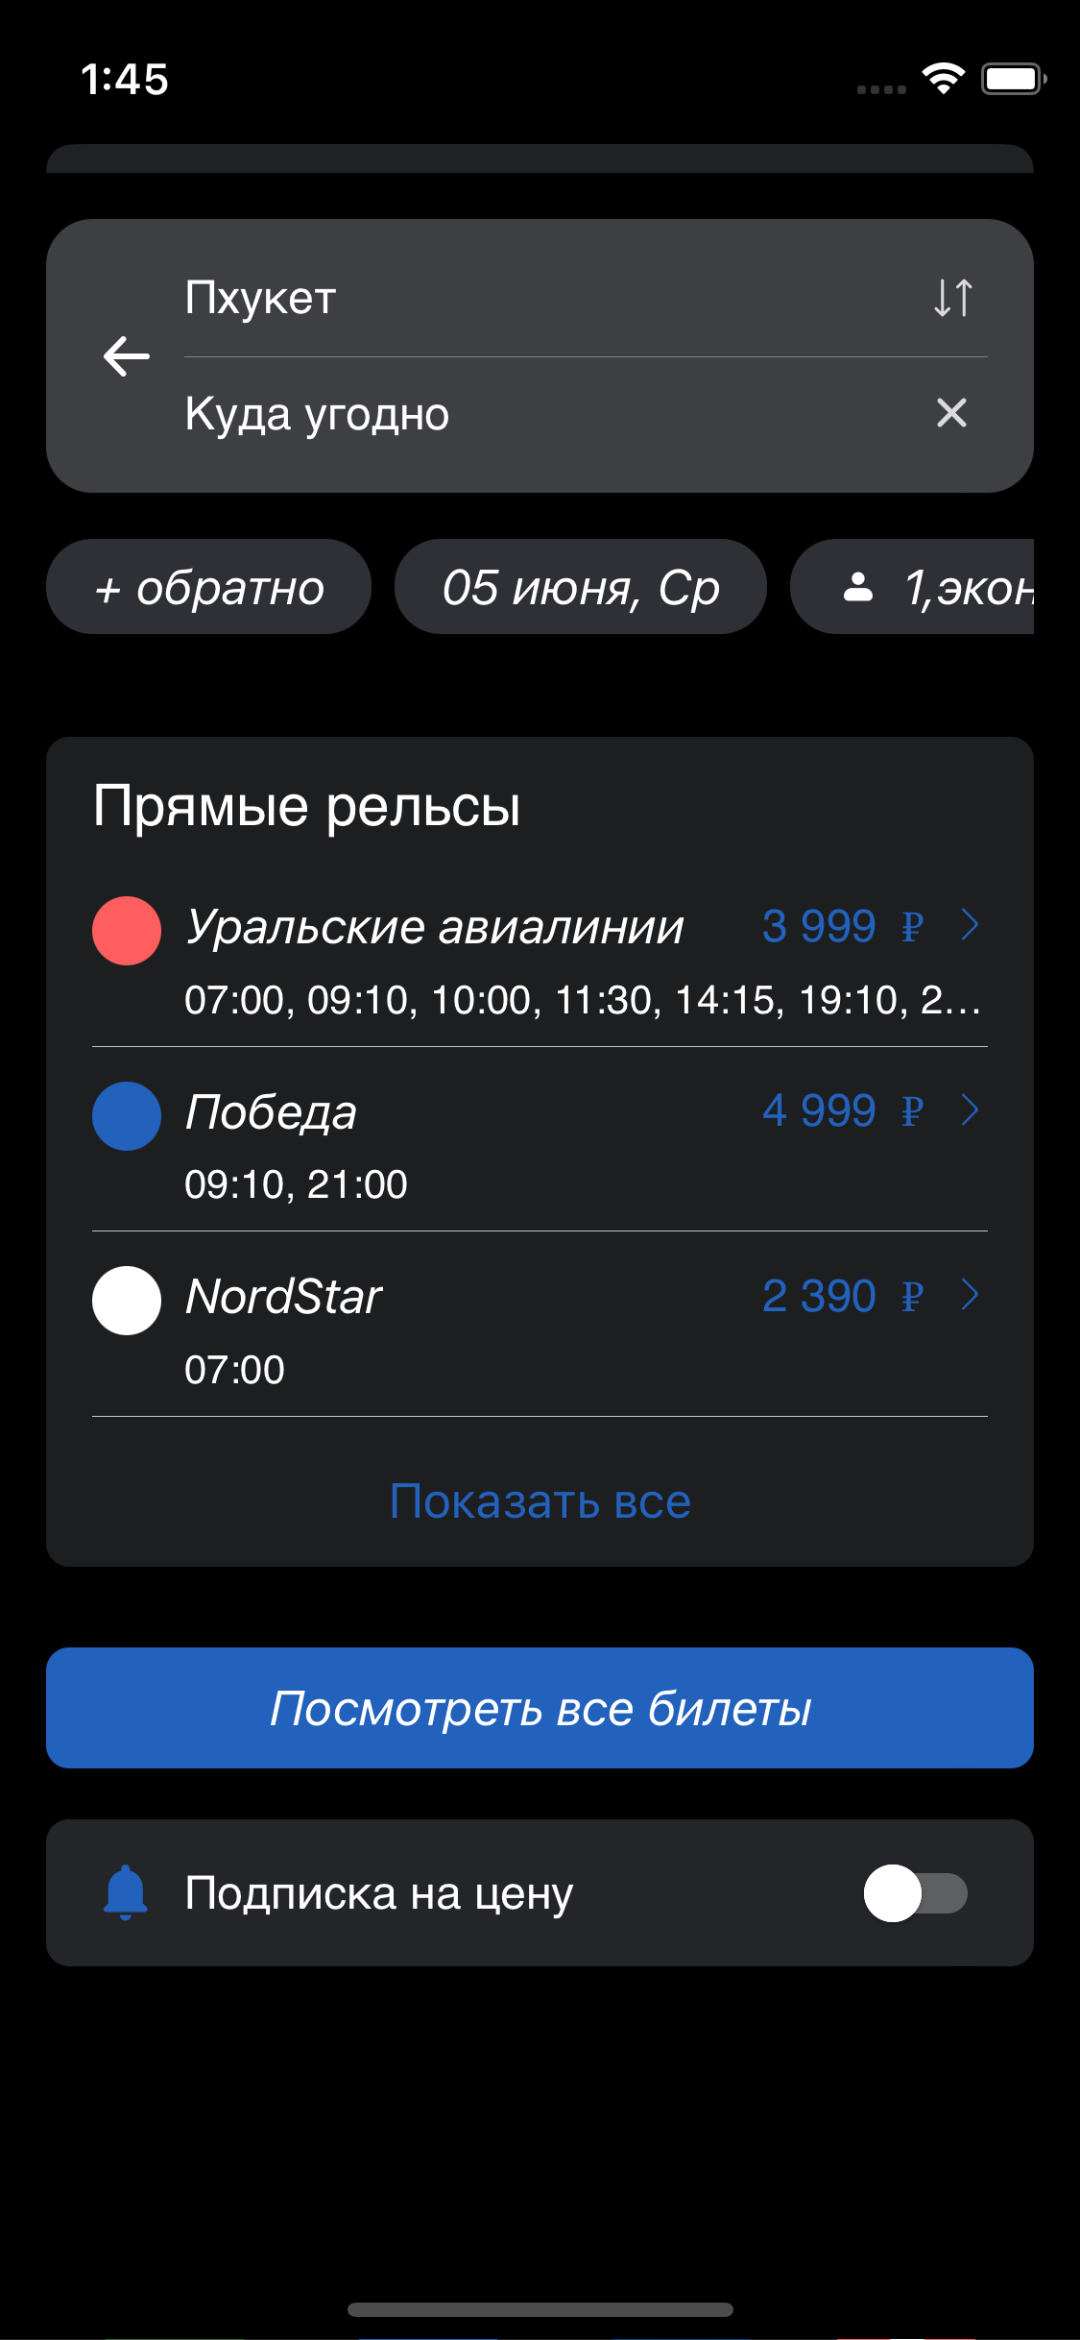 1:45
Пхукет
Куда угодно
+ обратно
05 июня, Ср
1,экон
Прямые рельсы
Уральские авиалинии
3 999 ₽
07:00, 09:10, 10:00, 11:30, 14:15, 19:10, 2...
Победа
4 999 ₽
09:10, 21:00
NordStar
2 390 ₽
07:00
Показать все
Посмотреть все билеты
Подписка на цену